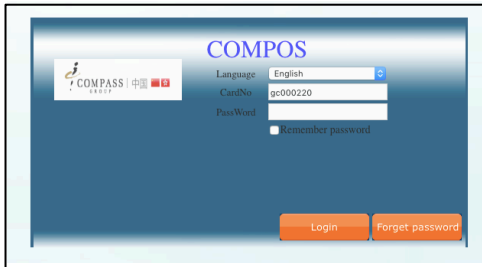 COMPOS
COMPASS 中国
GROUP
Language English
CardNo gc000220
PassWord
Remember password
Login Forget password